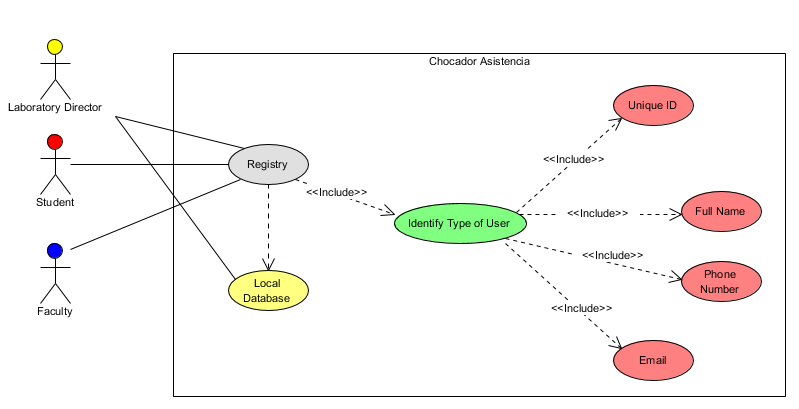 Chocador Asistencia
Laboratory Director
Unique ID
<<Include>>
Registry
Student
<<Include>>
Identify Type of User
<<Include>>
Full Name
<<Include>>
Phone
Number
Local
Database
Faculty
<<Include>>
Email